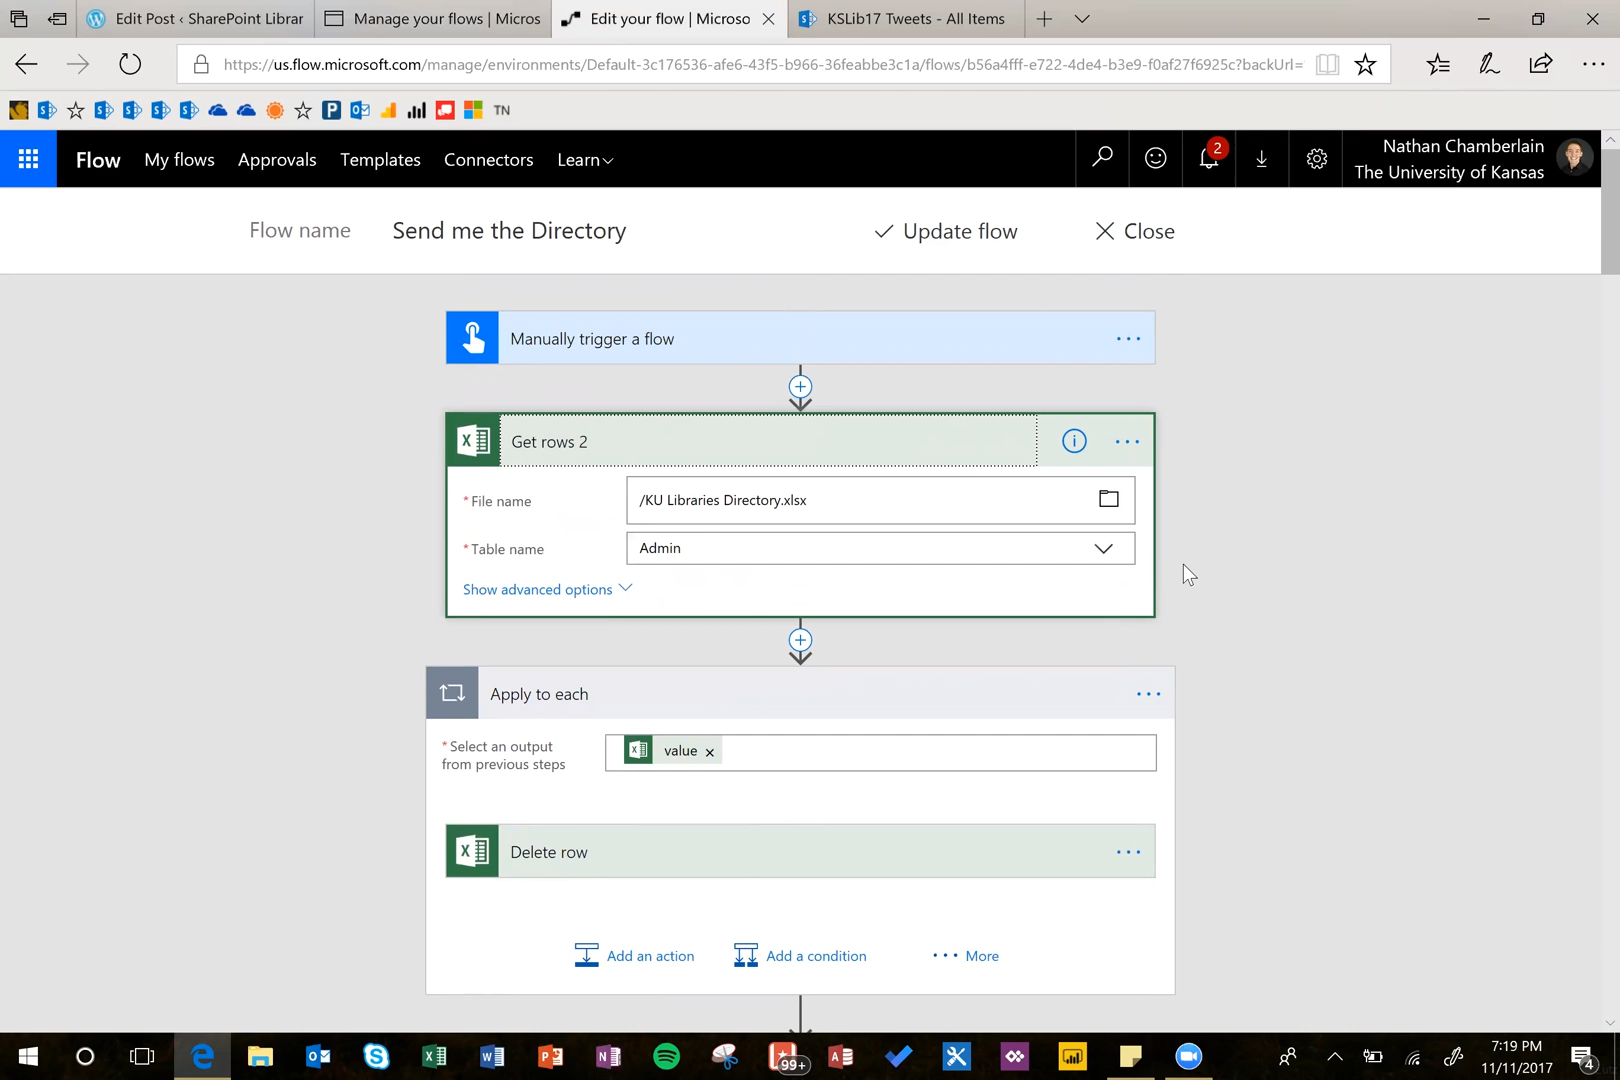 Edit Post ‹ SharePoint Librar
Manage your flows | Micros
Edit your flow | Microso
KSLib17 Tweets - All Items
https://us.flow.microsoft.com/manage/environments/Default-3c176536-afe6-43f5-b966-36feabbe3c1a/flows/b56a4fff-e722-4de4-b3e9-f0af27f6925c?backUrl=
TN
Flow
My flows
Approvals
Templates
Connectors
Learn
2
Nathan Chamberlain
The University of Kansas
Flow name
Send me the Directory
Update flow
Close
Manually trigger a flow
Get rows 2
*File name
/KU Libraries Directory.xlsx
*Table name
Admin
Show advanced options
Apply to each
*Select an output
from previous steps
value
Delete row
Add an action
Add a condition
More
99+
7:19 PM
11/11/2017
4